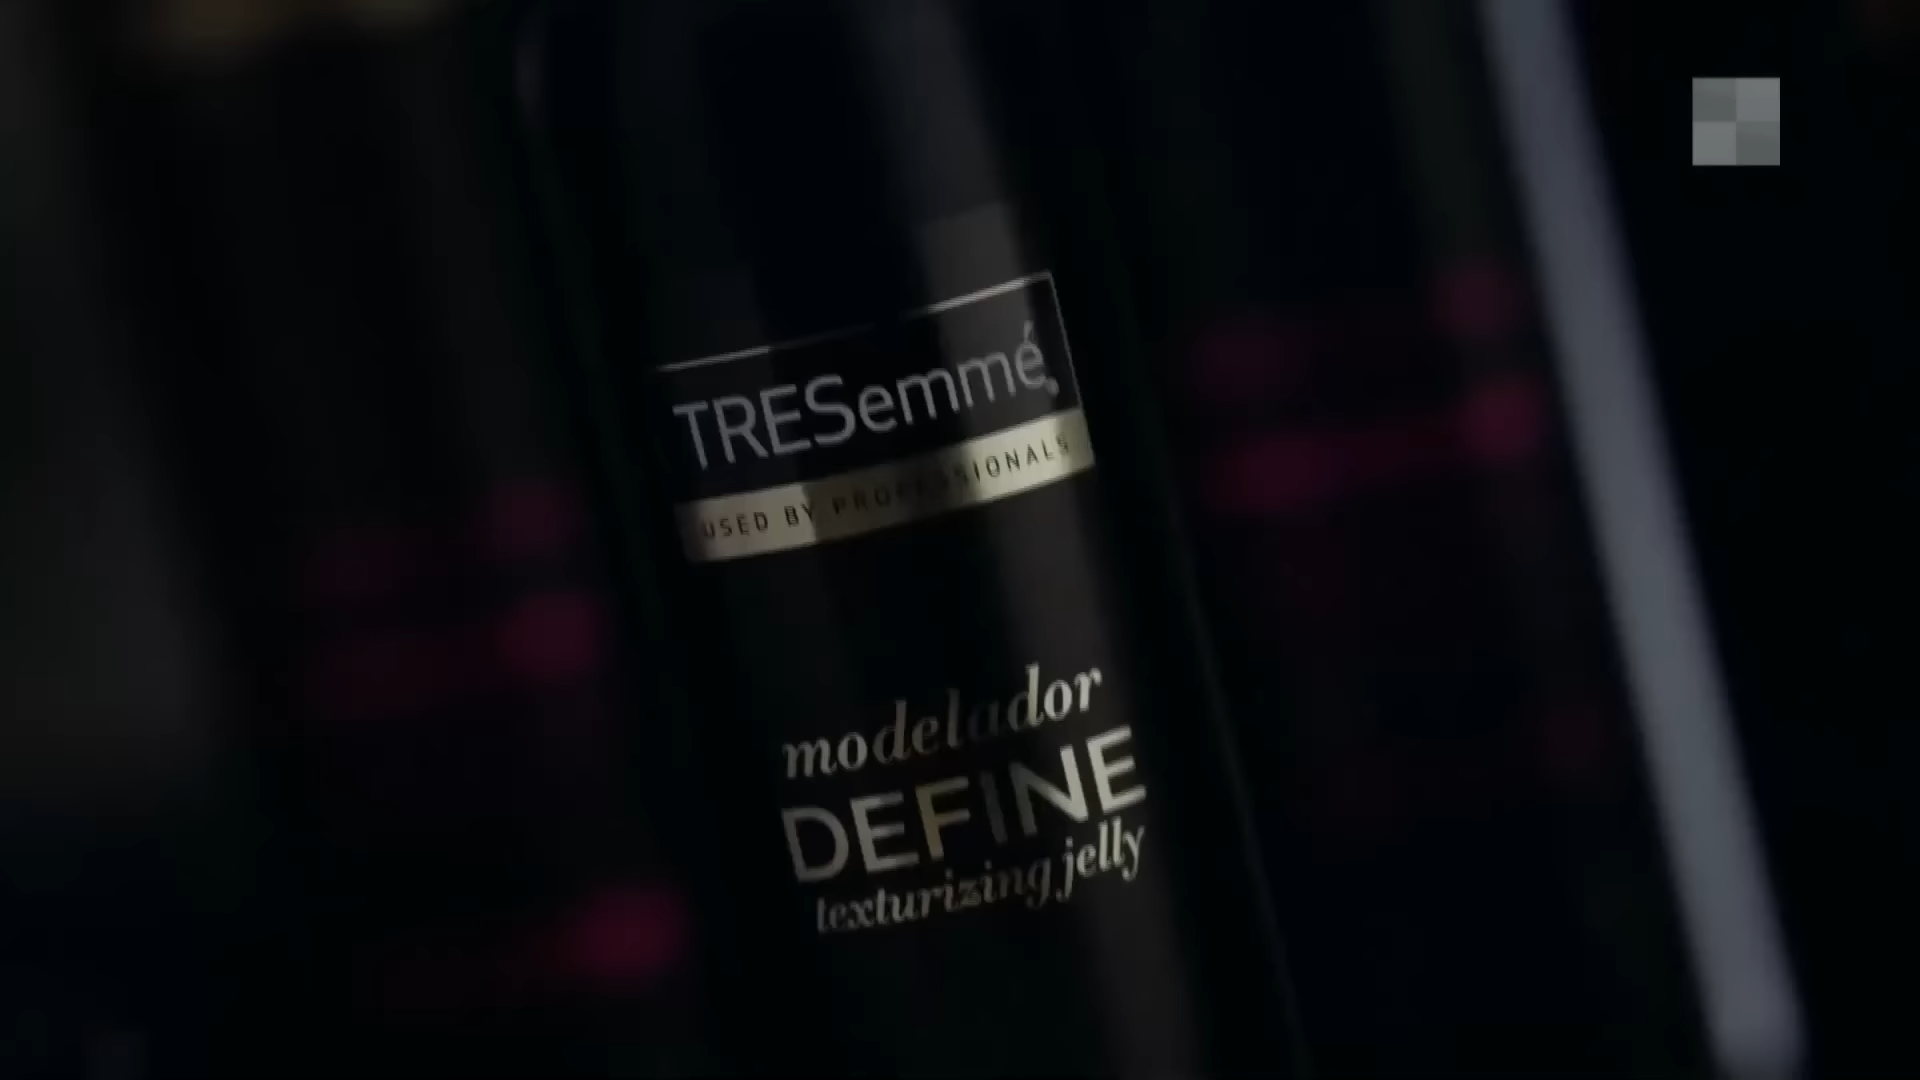 TRESemmé
USED BY PROFESSIONALS
modelador
DEFINE
texturizing jelly